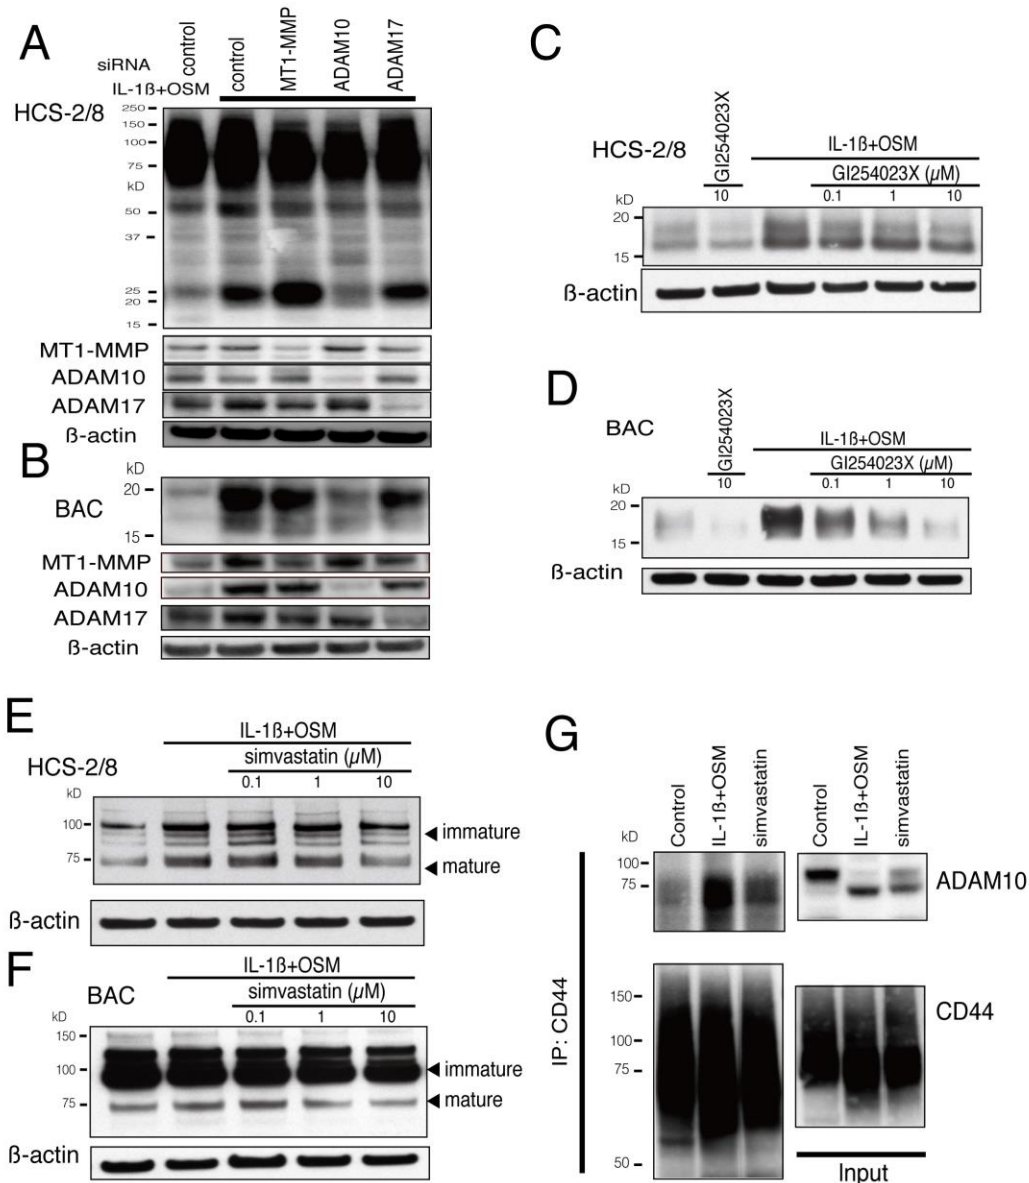 A
siRNA control control MT1-MMP ADAM10 ADAM17
IL-1ß+OSM
HCS-2/8
250
150
100
75
kD
50
37
25
20
15
MT1-MMP
ADAM10
ADAM17
ß-actin
B
kD
BAC
20
15
MT1-MMP
ADAM10
ADAM17
ß-actin
C
HCS-2/8
GI254023X
IL-1ß+OSM
GI254023X (µM)
kD 10 0.1 1 10
20
15
ß-actin
D
BAC
GI254023X
IL-1ß+OSM
GI254023X (µM)
kD 10 0.1 1 10
20
15
ß-actin
E
IL-1ß+OSM
HCS-2/8
simvastatin (µM)
kD 0.1 1 10
100
immature
75
mature
ß-actin
F
IL-1ß+OSM
BAC
simvastatin (µM)
kD 0.1 1 10
150
100
immature
75
mature
ß-actin
G
Control IL-1ß+OSM simvastatin Control IL-1ß+OSM simvastatin
kD
100
75
ADAM10
IP: CD44
150
100
75
50
CD44
Input